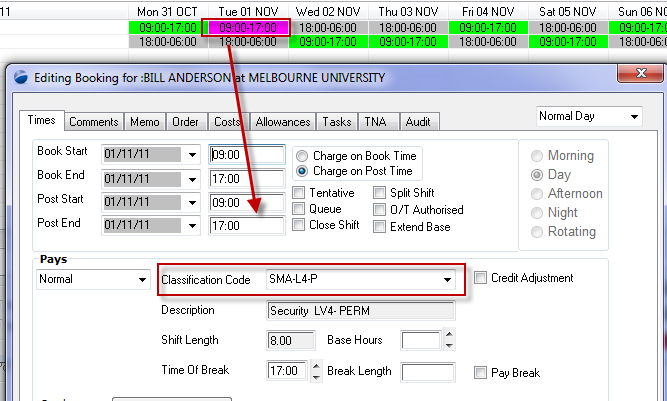 11 Mon 31 OCT Tue 01 NOV Wed 02 NOV Thu 03 NOV Fri 04 NOV Sat 05 NOV Sun 06 N
09:00-17:00 09:00-17:00 09:00-17:00 09:00-17:00 09:00-17:00 18:00-06:00 09:00-17:0
18:00-06:00 18:00-06:00 09:00-17:00 18:00-06:00 18:00-06:00 09:00-17:00 18:00-06:0
Editing Booking for :BILL ANDERSON at MELBOURNE UNIVERSITY
Times Comments Memo Order Costs Allowances Tasks TNA Audit Normal Day
Book Start 01/11/11 09:00 Charge on Book Time Morning
Book End 01/11/11 17:00 Charge on Post Time Day
Post Start 01/11/11 09:00 Tentative Split Shift Afternoon
Queue O/T Authorised Night
Post End 01/11/11 17:00 Close Shift Extend Base Rotating
Pays
Normal Classification Code SMA-L4-P Credit Adjustment
Description Security LV4- PERM
Shift Length 8.00 Base Hours
Time Of Break 17:00 Break Length Pay Break